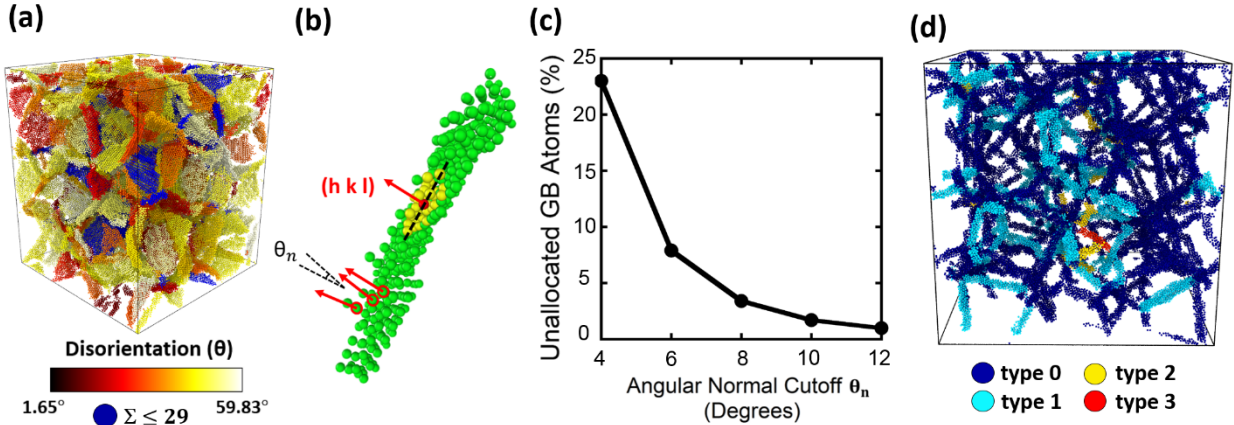 (a)
Disorientation (θ)
1.65° 59.83°
Σ ≤ 29
(b)
(h k l)
θn
(c)
Unallocated GB Atoms (%)
25
20
15
10
5
0
4 6 8 10 12
Angular Normal Cutoff θn
(Degrees)
(d)
type 0 type 2
type 1 type 3